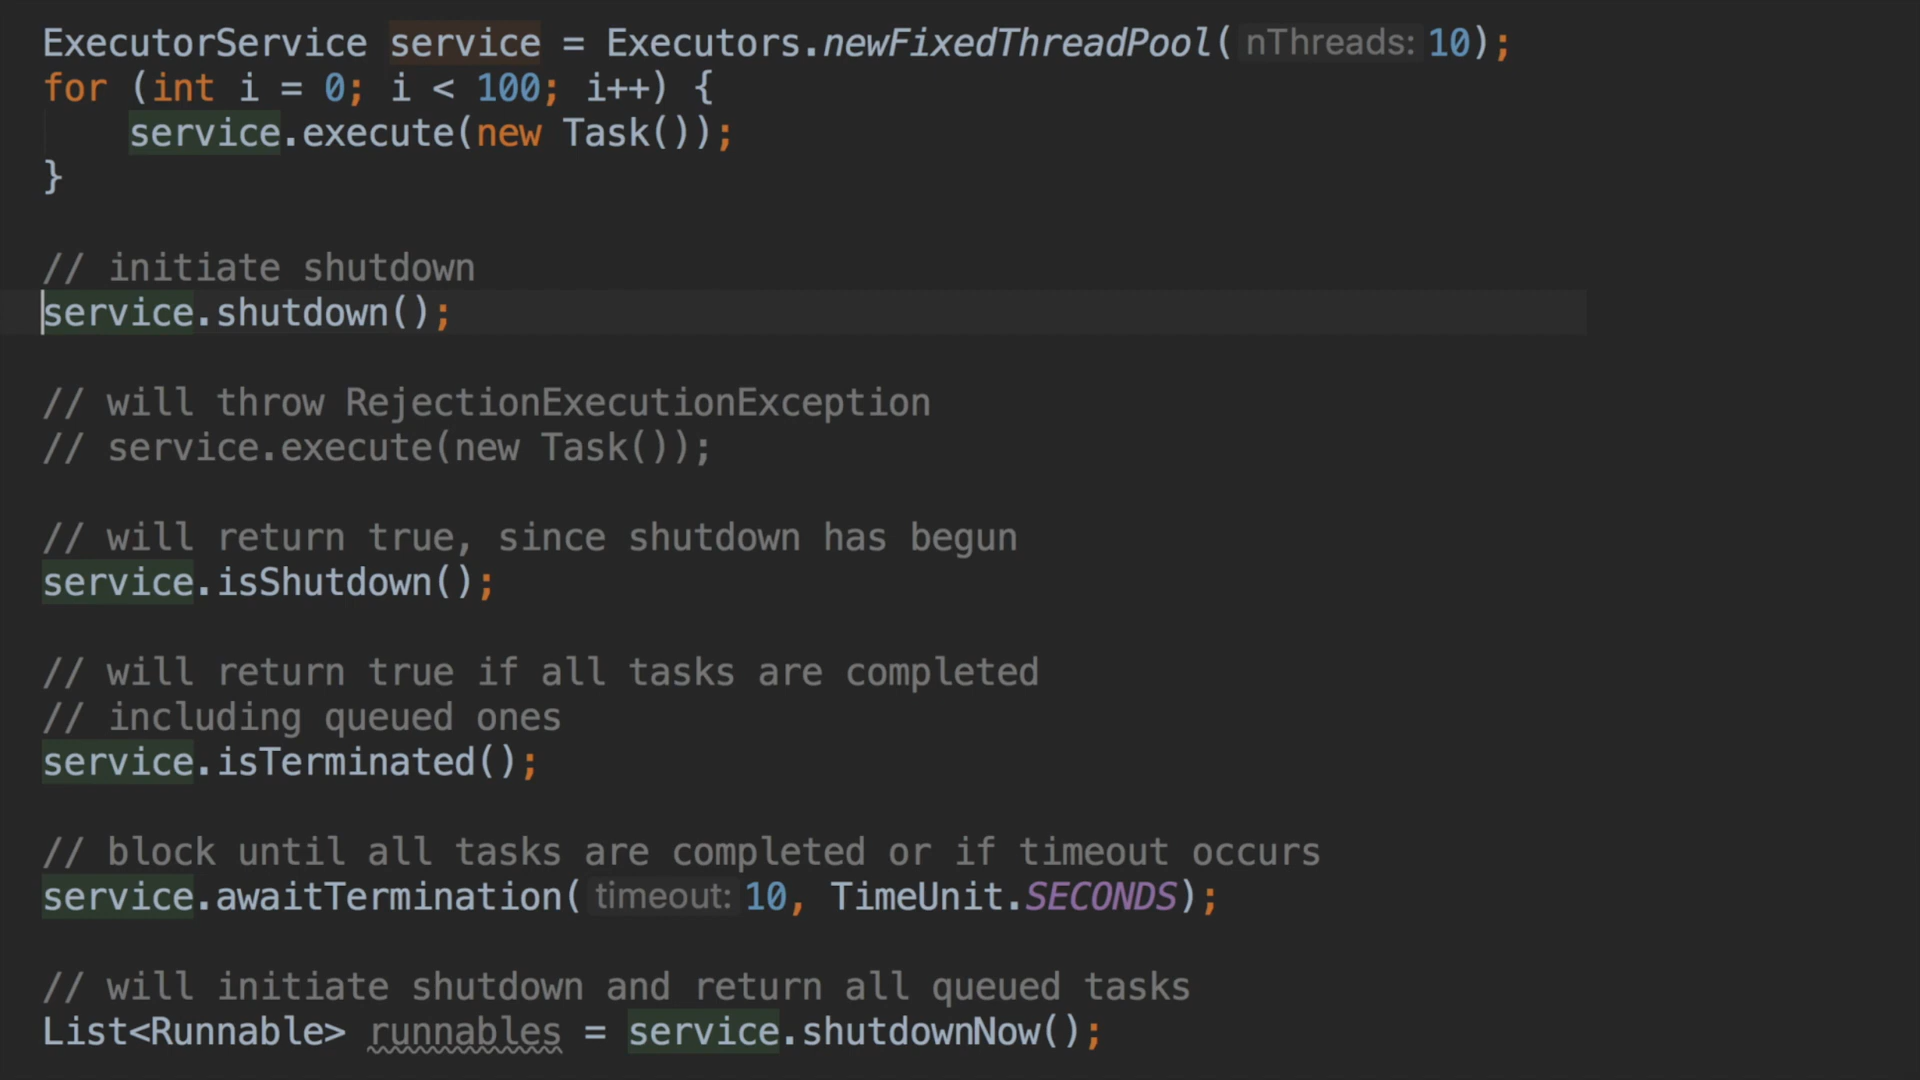 ExecutorService service = Executors.newFixedThreadPool( nThreads: 10);
for (int i = 0; i < 100; i++) {
    service.execute(new Task());
}
// initiate shutdown
service.shutdown();
// will throw RejectionExecutionException
// service.execute(new Task());
// will return true, since shutdown has begun
service.isShutdown();
// will return true if all tasks are completed
// including queued ones
service.isTerminated();
// block until all tasks are completed or if timeout occurs
service.awaitTermination( timeout: 10, TimeUnit.SECONDS);
// will initiate shutdown and return all queued tasks
List<Runnable> runnables = service.shutdownNow();